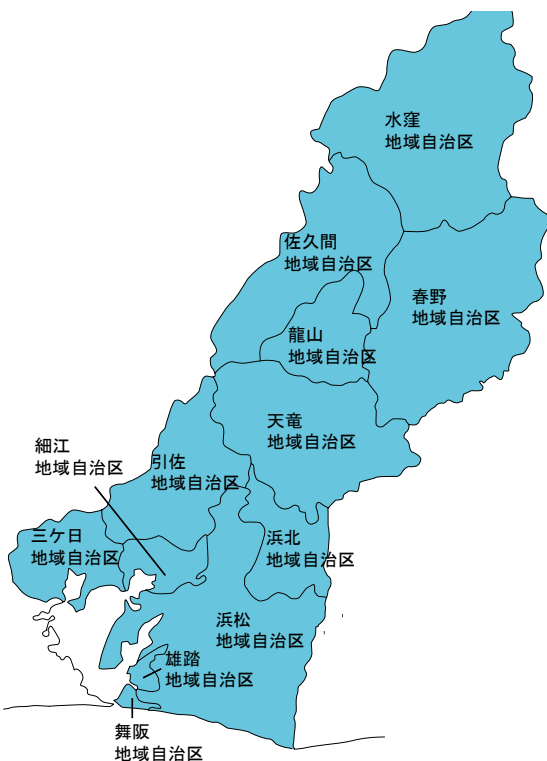 水窪
地域自治区
佐久間
地域自治区
春野
地域自治区
龍山
地域自治区
天竜
地域自治区
細江
地域自治区
引佐
地域自治区
三ケ日
地域自治区
浜北
地域自治区
浜松
地域自治区
雄踏
地域自治区
舞阪
地域自治区